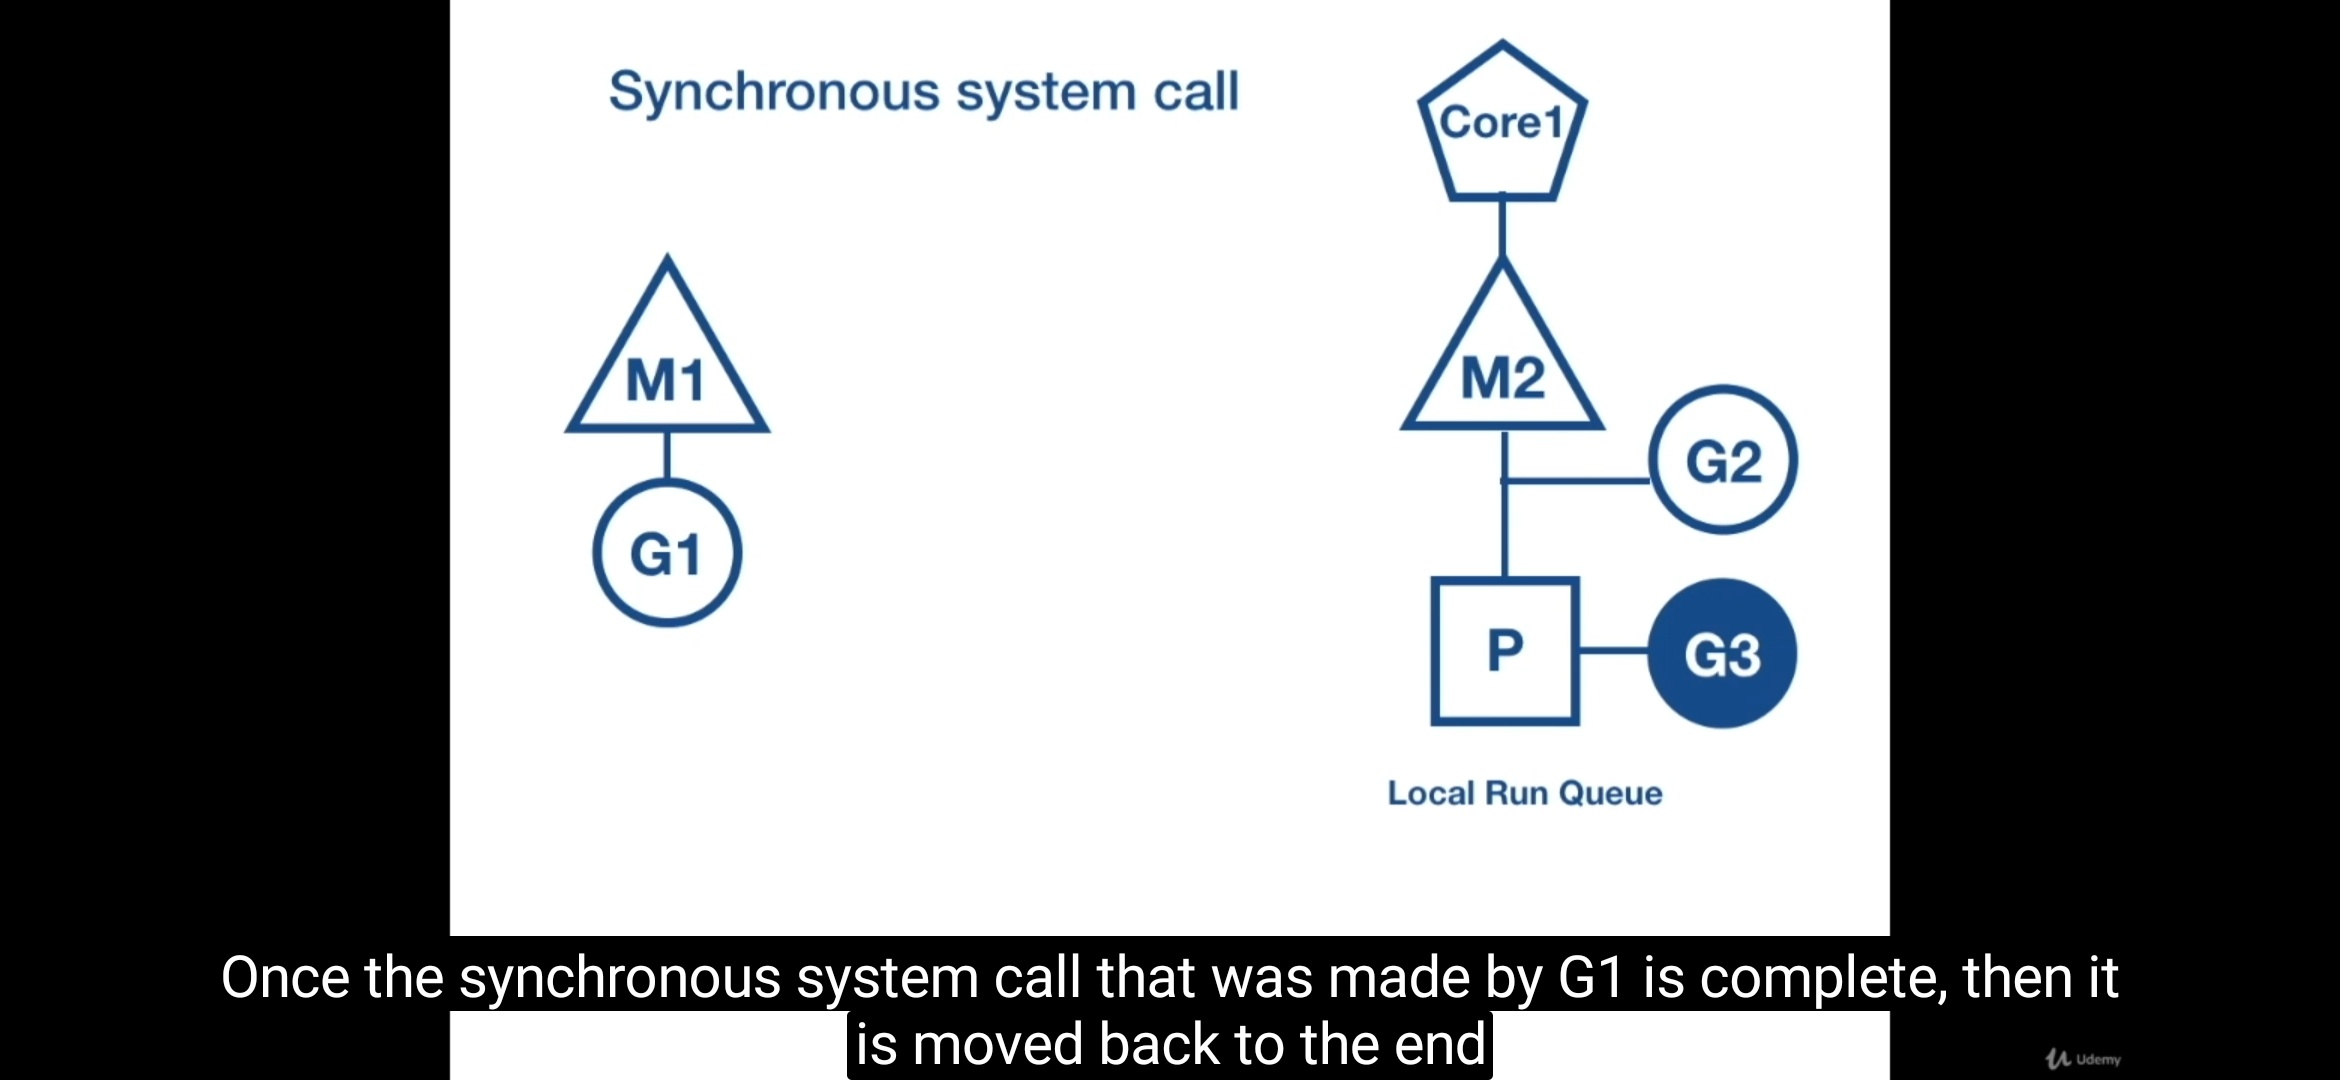 Synchronous system call
Core1
M1
M2
G2
G1
P
G3
Local Run Queue
Once the synchronous system call that was made by G1 is complete, then it
is moved back to the end
Udemy